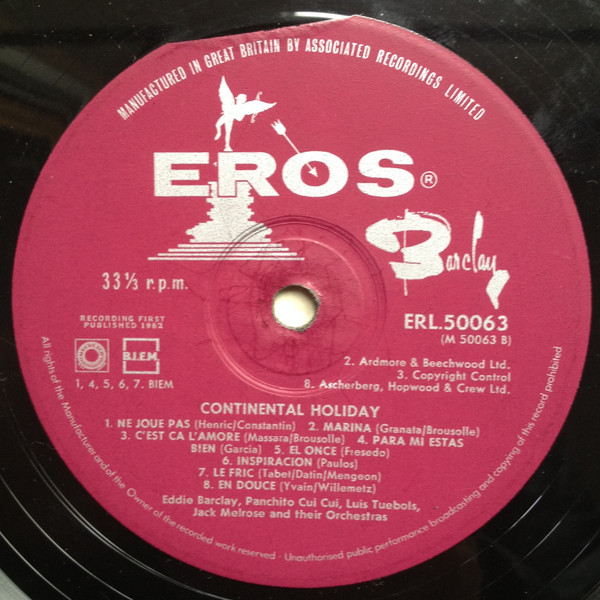 MANUFACTURED IN GREAT BRITAIN BY ASSOCIATED RECORDINGS LIMITED
EROS®
Barclay
33⅓ r.p.m.
ERL.50063
(M 50063 B)
RECORDING FIRST
PUBLISHED 1962
B.I.E.M.
1, 4, 5, 6, 7. BIEM
2. Ardmore & Beechwood Ltd.
3. Copyright Control
8. Ascherberg, Hopwood & Crew Ltd.
CONTINENTAL HOLIDAY
1. NE JOUE PAS (Henric/Constantin) 2. MARINA (Granata/Brousolle)
3. C'EST CA L'AMORE (Massara/Brousolle) 4. PARA MI ESTAS
B!EN (Garcia) 5. EL ONCE (Fresedo)
6. INSPIRACION (Paulos)
7. LE FRIC (Tabet/Datin/Mengeon)
8. EN DOUCE (Yvain/Willemetz)
Eddie Barclay, Panchito Cui Cui, Luis Tuebols,
Jack Melrose and their Orchestras
All rights of the Manufacturer and of the Owner of the recorded work reserved · Unauthorised public performance broadcasting and copying of this record prohibited